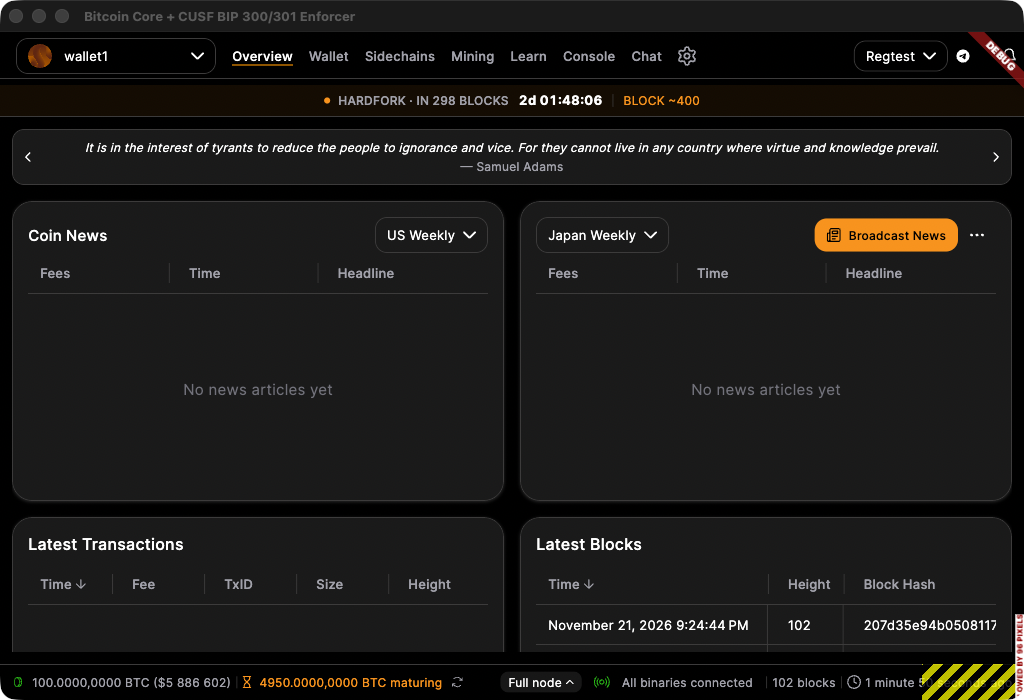 Bitcoin Core + CUSF BIP 300/301 Enforcer
wallet1
Overview
Wallet
Sidechains
Mining
Learn
Console
Chat
Regtest
DEBUG
HARDFORK · IN 298 BLOCKS 2d 01:48:06 BLOCK ~400
It is in the interest of tyrants to reduce the people to ignorance and vice. For they cannot live in any country where virtue and knowledge prevail.
— Samuel Adams
Coin News
US Weekly
Fees Time Headline
No news articles yet
Japan Weekly
Broadcast News
Fees Time Headline
No news articles yet
Latest Transactions
Time Fee TxID Size Height
Latest Blocks
Time Height Block Hash
November 21, 2026 9:24:44 PM 102 207d35e94b0508117
100.0000,0000 BTC ($5 886 602)
4950.0000,0000 BTC maturing
Full node
All binaries connected
102 blocks
1 minute
BY 96 PIXELS